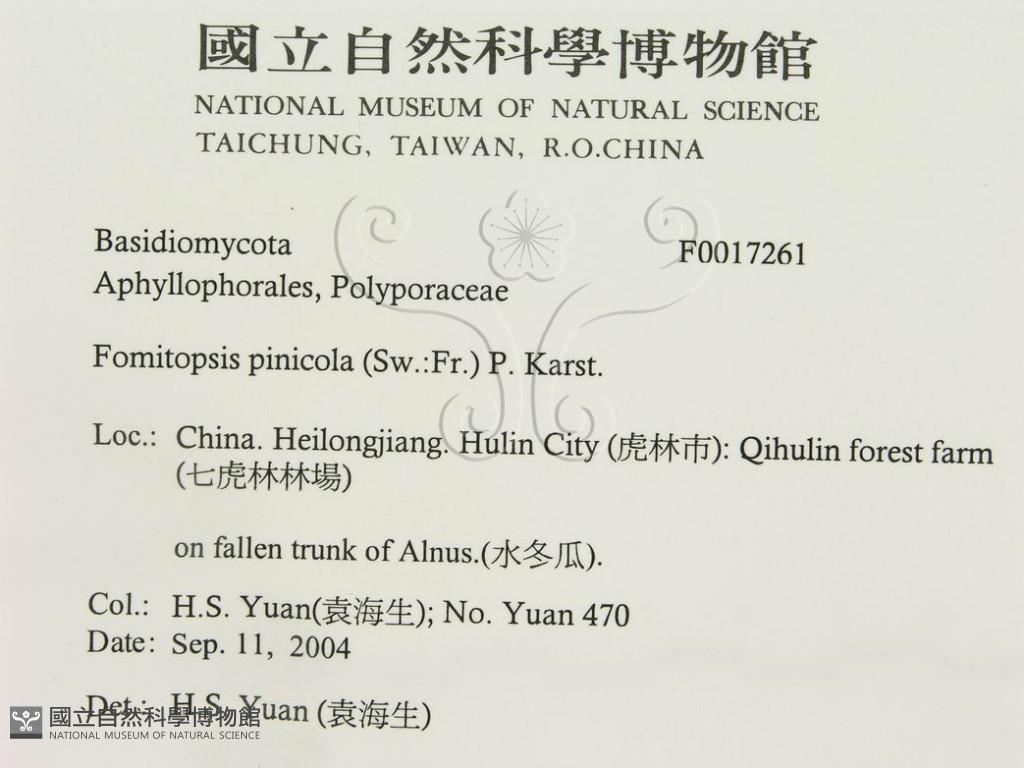 國立自然科學博物館
NATIONAL MUSEUM OF NATURAL SCIENCE
TAICHUNG, TAIWAN, R.O.CHINA
Basidiomycota F0017261
Aphyllophorales, Polyporaceae
Fomitopsis pinicola (Sw.:Fr.) P. Karst.
Loc.: China. Heilongjiang. Hulin City (虎林市): Qihulin forest farm
(七虎林林場)
on fallen trunk of Alnus.(水冬瓜).
Col.: H.S. Yuan(袁海生); No. Yuan 470
Date: Sep. 11, 2004
Det.: H.S. Yuan (袁海生)
國立自然科學博物館
NATIONAL MUSEUM OF NATURAL SCIENCE